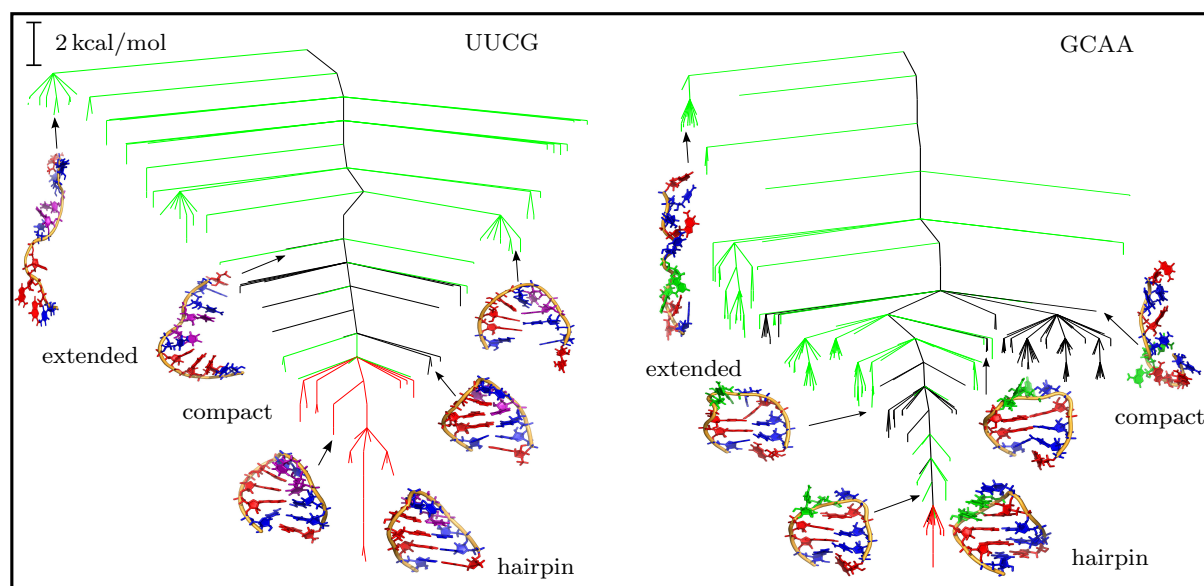 2 kcal/mol
UUCG
GCAA
extended
compact
hairpin
extended
compact
hairpin